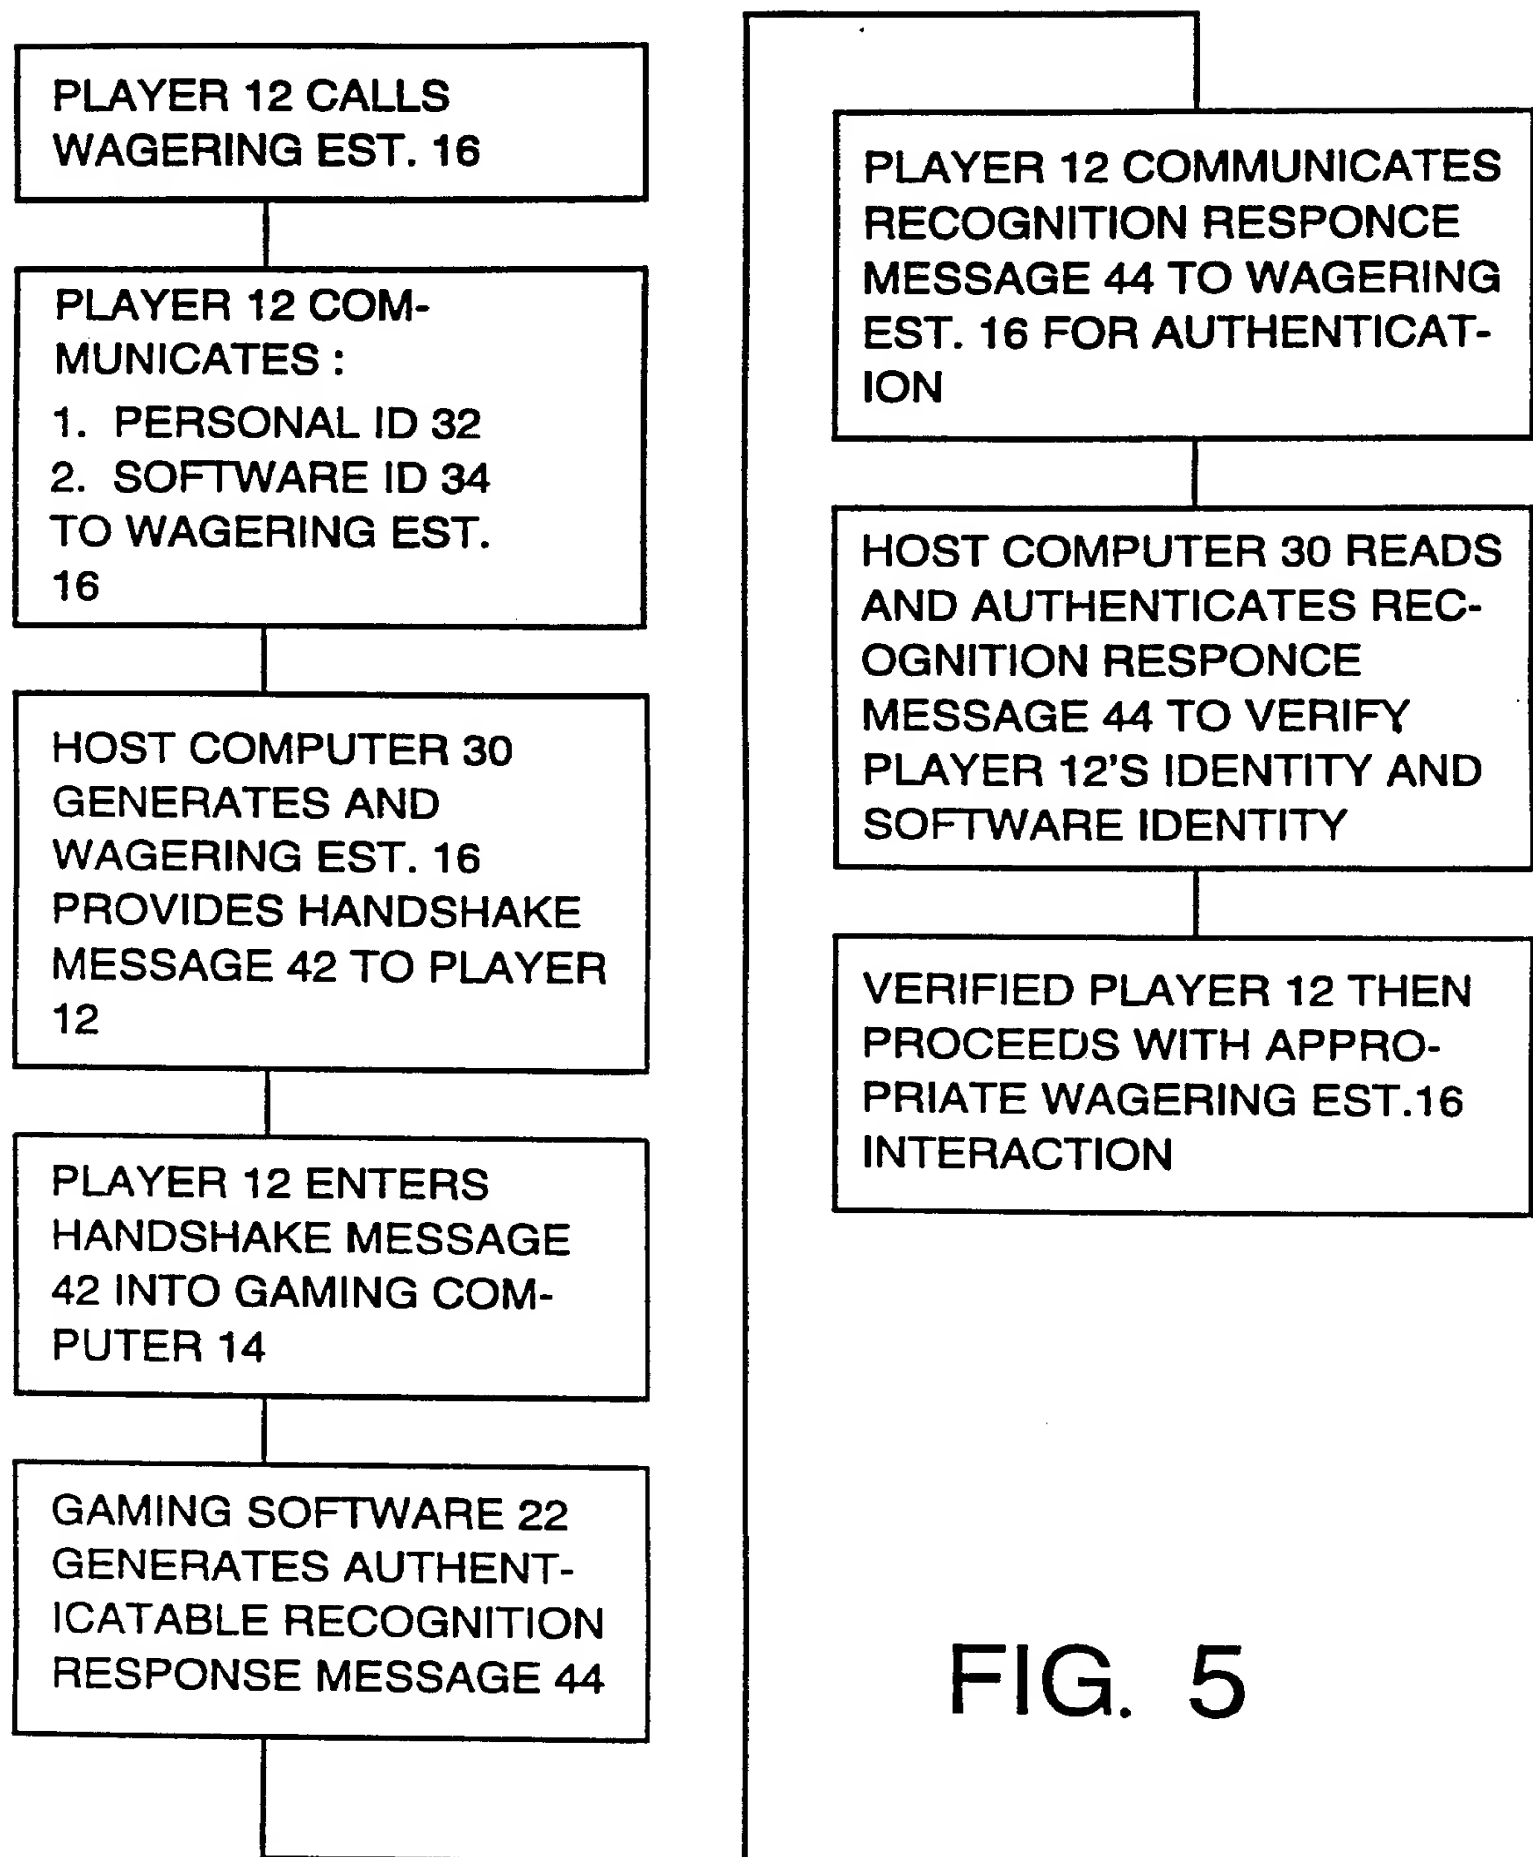 PLAYER 12 CALLS
WAGERING EST. 16
PLAYER 12 COM-
MUNICATES :
1. PERSONAL ID 32
2. SOFTWARE ID 34
TO WAGERING EST.
16
HOST COMPUTER 30
GENERATES AND
WAGERING EST. 16
PROVIDES HANDSHAKE
MESSAGE 42 TO PLAYER
12
PLAYER 12 ENTERS
HANDSHAKE MESSAGE
42 INTO GAMING COM-
PUTER 14
GAMING SOFTWARE 22
GENERATES AUTHENT-
ICATABLE RECOGNITION
RESPONSE MESSAGE 44
PLAYER 12 COMMUNICATES
RECOGNITION RESPONCE
MESSAGE 44 TO WAGERING
EST. 16 FOR AUTHENTICAT-
ION
HOST COMPUTER 30 READS
AND AUTHENTICATES REC-
OGNITION RESPONCE
MESSAGE 44 TO VERIFY
PLAYER 12'S IDENTITY AND
SOFTWARE IDENTITY
VERIFIED PLAYER 12 THEN
PROCEEDS WITH APPRO-
PRIATE WAGERING EST.16
INTERACTION
FIG. 5